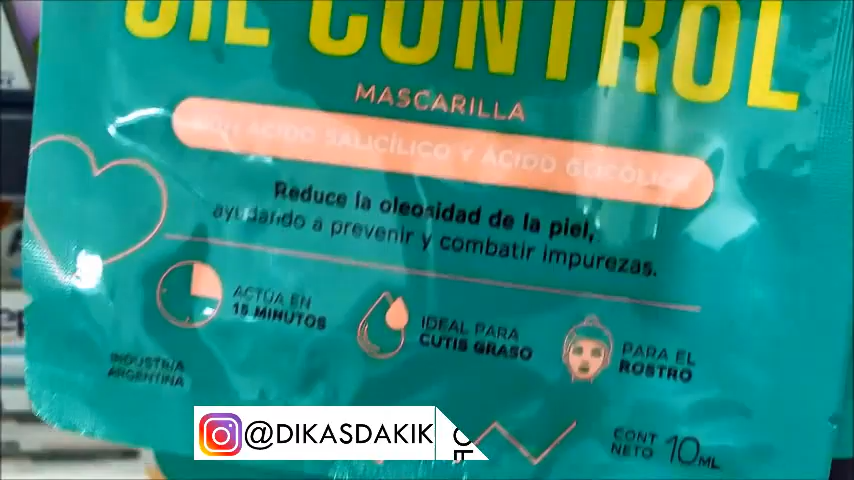 OIL CONTROL
MASCARILLA
CON ÁCIDO SALICÍLICO Y ÁCIDO GLICÓLICO
Reduce la oleosidad de la piel,
ayudando a prevenir y combatir impurezas.
ACTÚA EN
15 MINUTOS
IDEAL PARA
CUTIS GRASO
PARA EL
ROSTRO
INDUSTRIA
ARGENTINA
@DIKASDAKIK
CONT
NETO 10ML